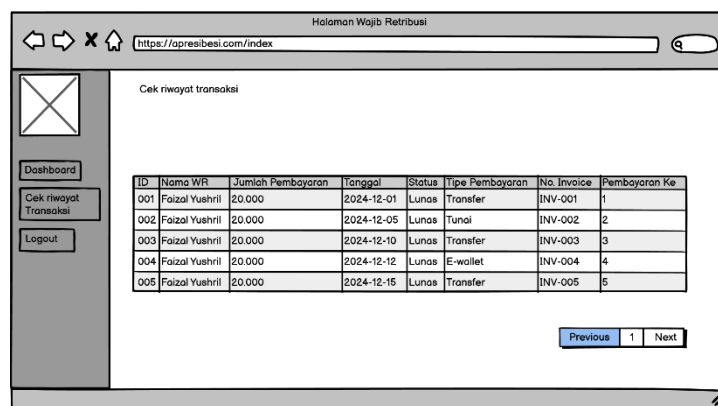 Halaman Wajib Retribusi
https://apresibesi.com/index
Cek riwayat transaksi
Dashboard
Cek riwayat
Transaksi
Logout
ID Nama WR Jumlah Pembayaran Tanggal Status Tipe Pembayaran No. Invoice Pembayaran Ke
001 Faizal Yushril 20.000 2024-12-01 Lunas Transfer INV-001 1
002 Faizal Yushril 20.000 2024-12-05 Lunas Tunai INV-002 2
003 Faizal Yushril 20.000 2024-12-10 Lunas Transfer INV-003 3
004 Faizal Yushril 20.000 2024-12-12 Lunas E-wallet INV-004 4
005 Faizal Yushril 20.000 2024-12-15 Lunas Transfer INV-005 5
Previous 1 Next